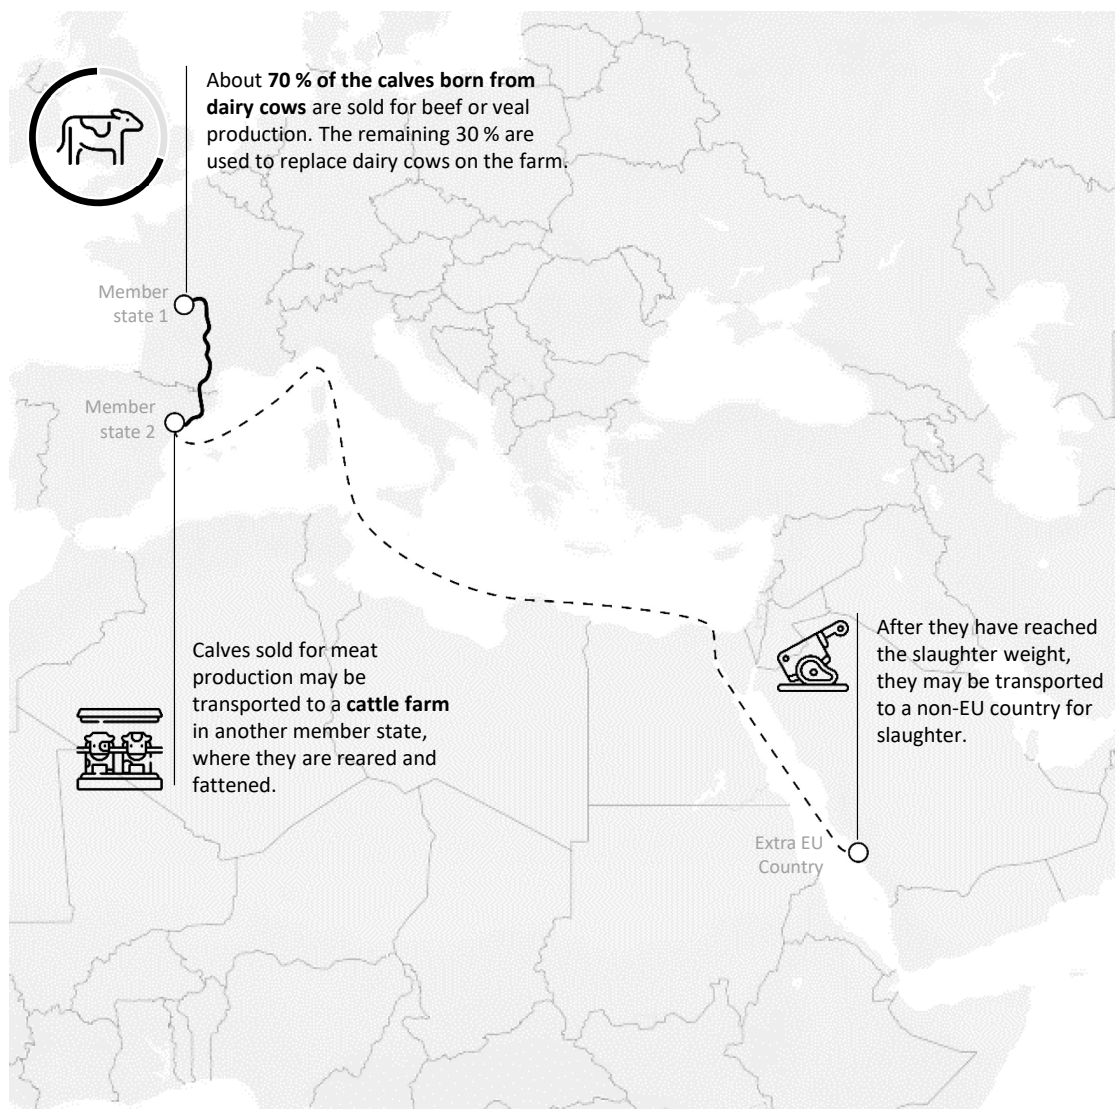 About 70 % of the calves born from
dairy cows are sold for beef or veal
production. The remaining 30 % are
used to replace dairy cows on the farm.
Member
state 1
Member
state 2
Calves sold for meat
production may be
transported to a cattle farm
in another member state,
where they are reared and
fattened.
After they have reached
the slaughter weight,
they may be transported
to a non-EU country for
slaughter.
Extra EU
Country